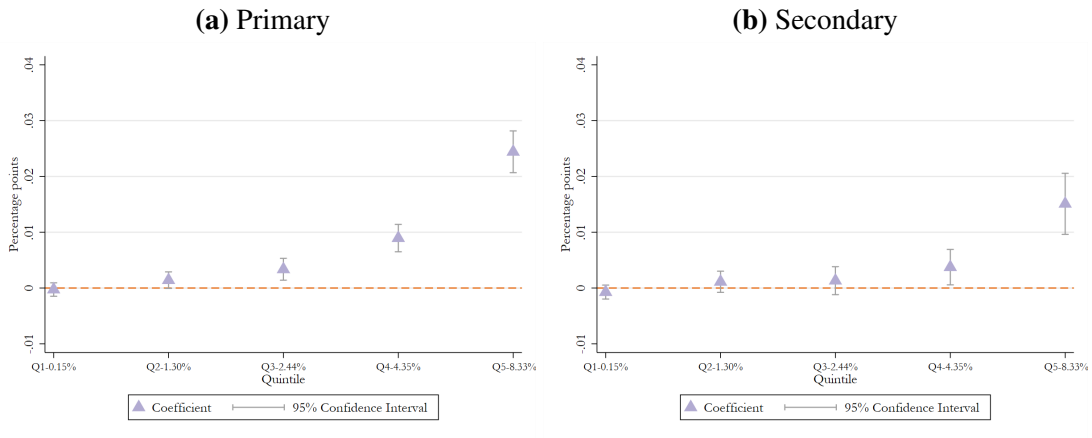 (a) Primary
Percentage points
.04
.03
.02
.01
0
-.01
Q1-0.15% Q2-1.30% Q3-2.44% Q4-4.35% Q5-8.33%
Quintile
Coefficient 95% Confidence Interval
(b) Secondary
Percentage points
.04
.03
.02
.01
0
-.01
Q1-0.15% Q2-1.30% Q3-2.44% Q4-4.35% Q5-8.33%
Quintile
Coefficient 95% Confidence Interval